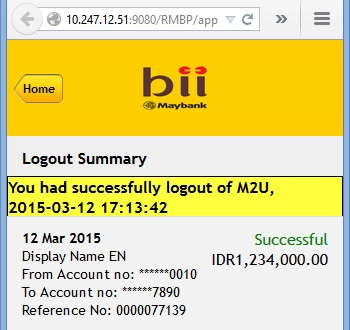 10.247.12.51:9080/RMBP/app
Home
bii
Maybank
Logout Summary
You had successfully logout of M2U,
2015-03-12 17:13:42
12 Mar 2015
Successful
Display Name EN
IDR1,234,000.00
From Account no: ******0010
To Account no: ******7890
Reference No: 0000077139